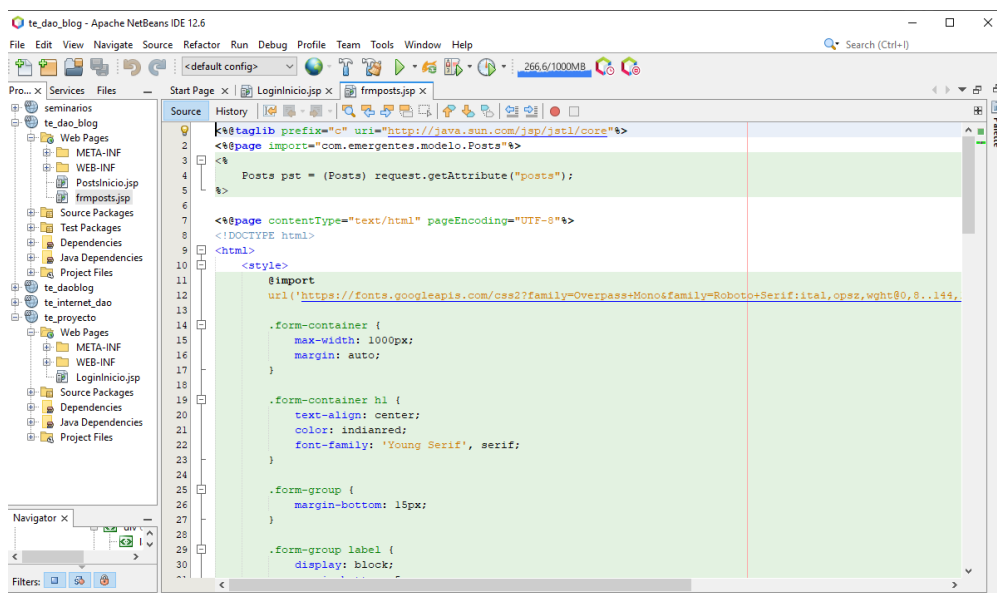 te_dao_blog - Apache NetBeans IDE 12.6
File Edit View Navigate Source Refactor Run Debug Profile Team Tools Window Help
Search (Ctrl+I)
<default config>
266,6/1000MB
Pro... Services Files
Start Page LoginInicio.jsp frmposts.jsp
Source History
seminarios
te_dao_blog
Web Pages
META-INF
WEB-INF
PostsInicio.jsp
frmposts.jsp
Source Packages
Test Packages
Dependencies
Java Dependencies
Project Files
te_daoblog
te_internet_dao
te_proyecto
Web Pages
META-INF
WEB-INF
LoginInicio.jsp
Source Packages
Dependencies
Java Dependencies
Project Files
Navigator
Filters:
<%@taglib prefix="c" uri="http://java.sun.com/jsp/jstl/core"%>
2 <%@page import="com.emergentes.modelo.Posts"%>
3 <%
4 Posts pst = (Posts) request.getAttribute("posts");
5 %>
6
7 <%@page contentType="text/html" pageEncoding="UTF-8"%>
8 <!DOCTYPE html>
9 <html>
10 <style>
11 @import
12 url('https://fonts.googleapis.com/css2?family=Overpass+Mono&family=Roboto+Serif:ital,opsz,wght@0,8..144,
13
14 .form-container {
15 max-width: 1000px;
16 margin: auto;
17 }
18
19 .form-container h1 {
20 text-align: center;
21 color: indianred;
22 font-family: 'Young Serif', serif;
23 }
24
25 .form-group {
26 margin-bottom: 15px;
27 }
28
29 .form-group label {
30 display: block;